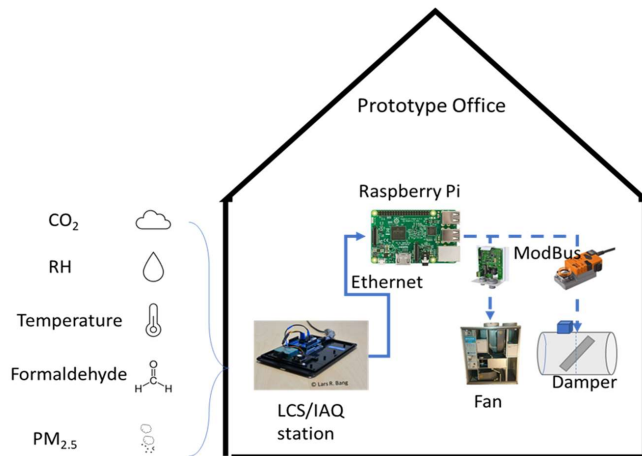 Prototype Office
Raspberry Pi
CO₂
ModBus
RH
Ethernet
Temperature
Formaldehyde
O
H C H
© Lars R. Bang
Damper
Fan
LCS/IAQ
station
PM₂.₅